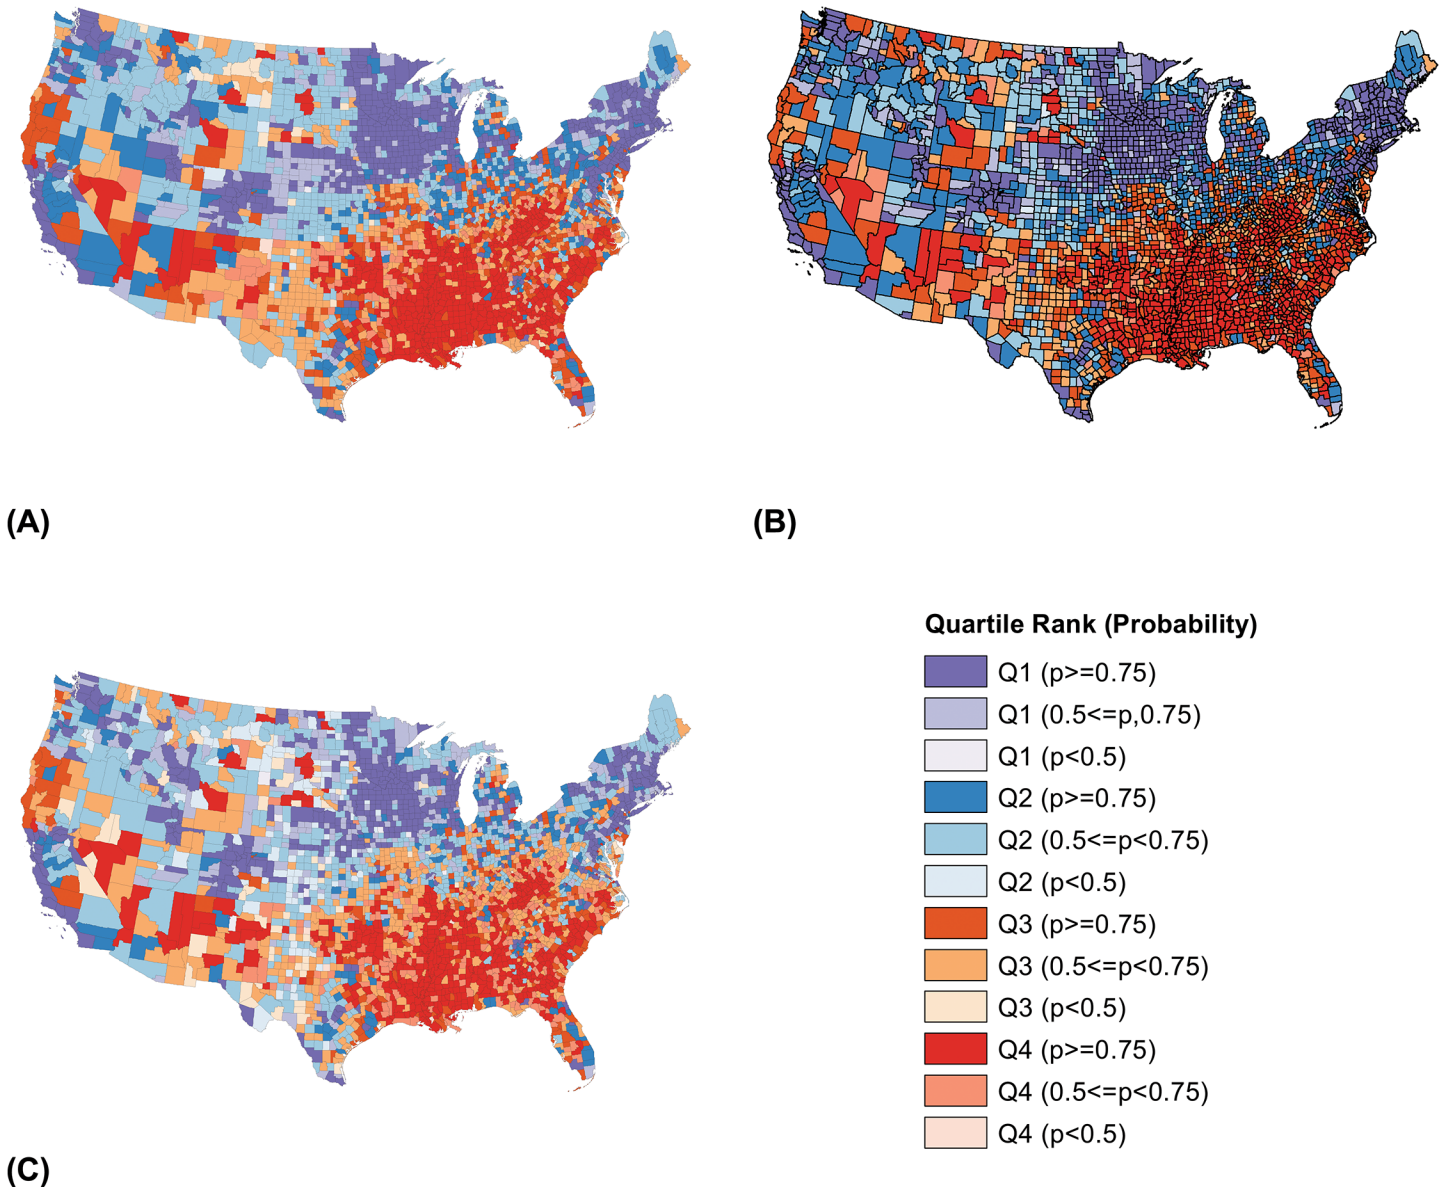 (A)
(B)
Quartile Rank (Probability)
Q1 (p>=0.75)
Q1 (0.5<=p,0.75)
Q1 (p<0.5)
Q2 (p>=0.75)
Q2 (0.5<=p<0.75)
Q2 (p<0.5)
Q3 (p>=0.75)
Q3 (0.5<=p<0.75)
Q3 (p<0.5)
Q4 (p>=0.75)
Q4 (0.5<=p<0.75)
Q4 (p<0.5)
(C)